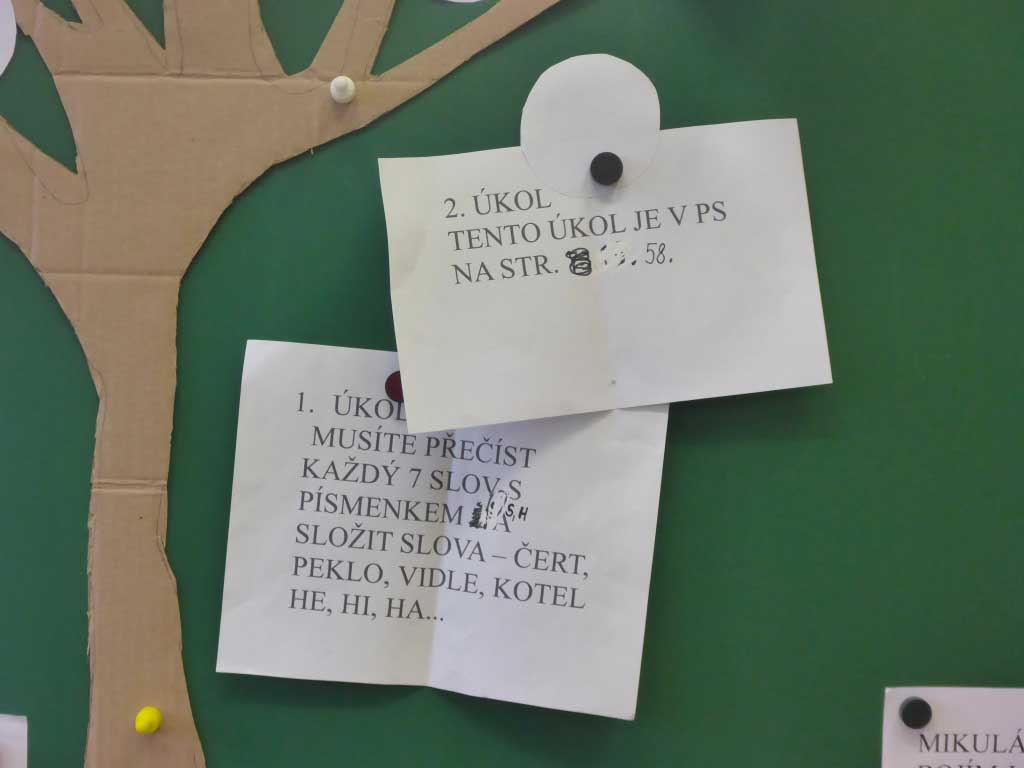 2. ÚKOL
TENTO ÚKOL JE V PS
NA STR. 58.
1. ÚKOL
MUSÍTE PŘEČÍST
KAŽDÝ 7 SLOV S
PÍSMENKEM A
SLOŽIT SLOVA – ČERT,
PEKLO, VIDLE, KOTEL
HE, HI, HA...
MIKULÁ